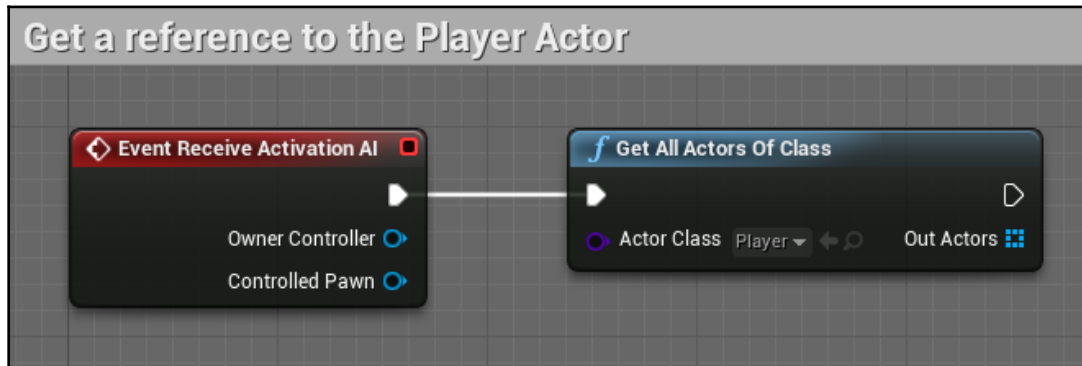 Get a reference to the Player Actor
Event Receive Activation AI
Owner Controller
Controlled Pawn
f Get All Actors Of Class
Actor Class Player Out Actors